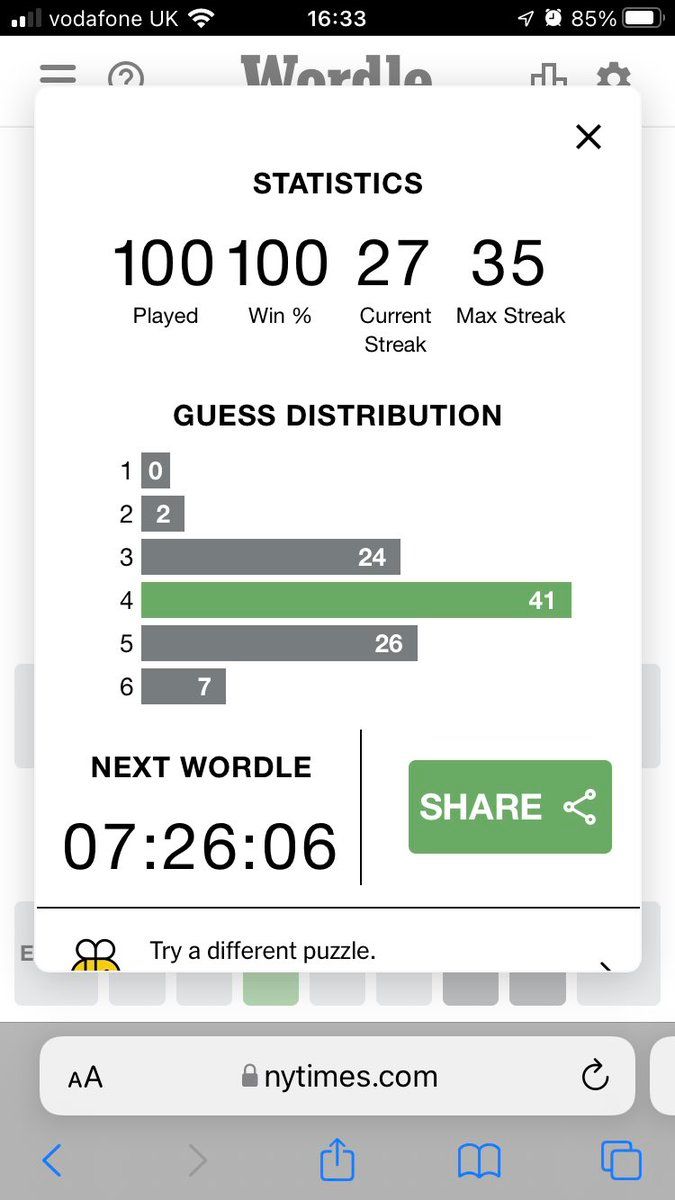 vodafone UK 16:33 85%
Wordle
STATISTICS
100 100 27 35
Played Win % Current Streak Max Streak
GUESS DISTRIBUTION
1 0
2 2
3 24
4 41
5 26
6 7
NEXT WORDLE
07:26:06
SHARE
E
Try a different puzzle.
AA nytimes.com